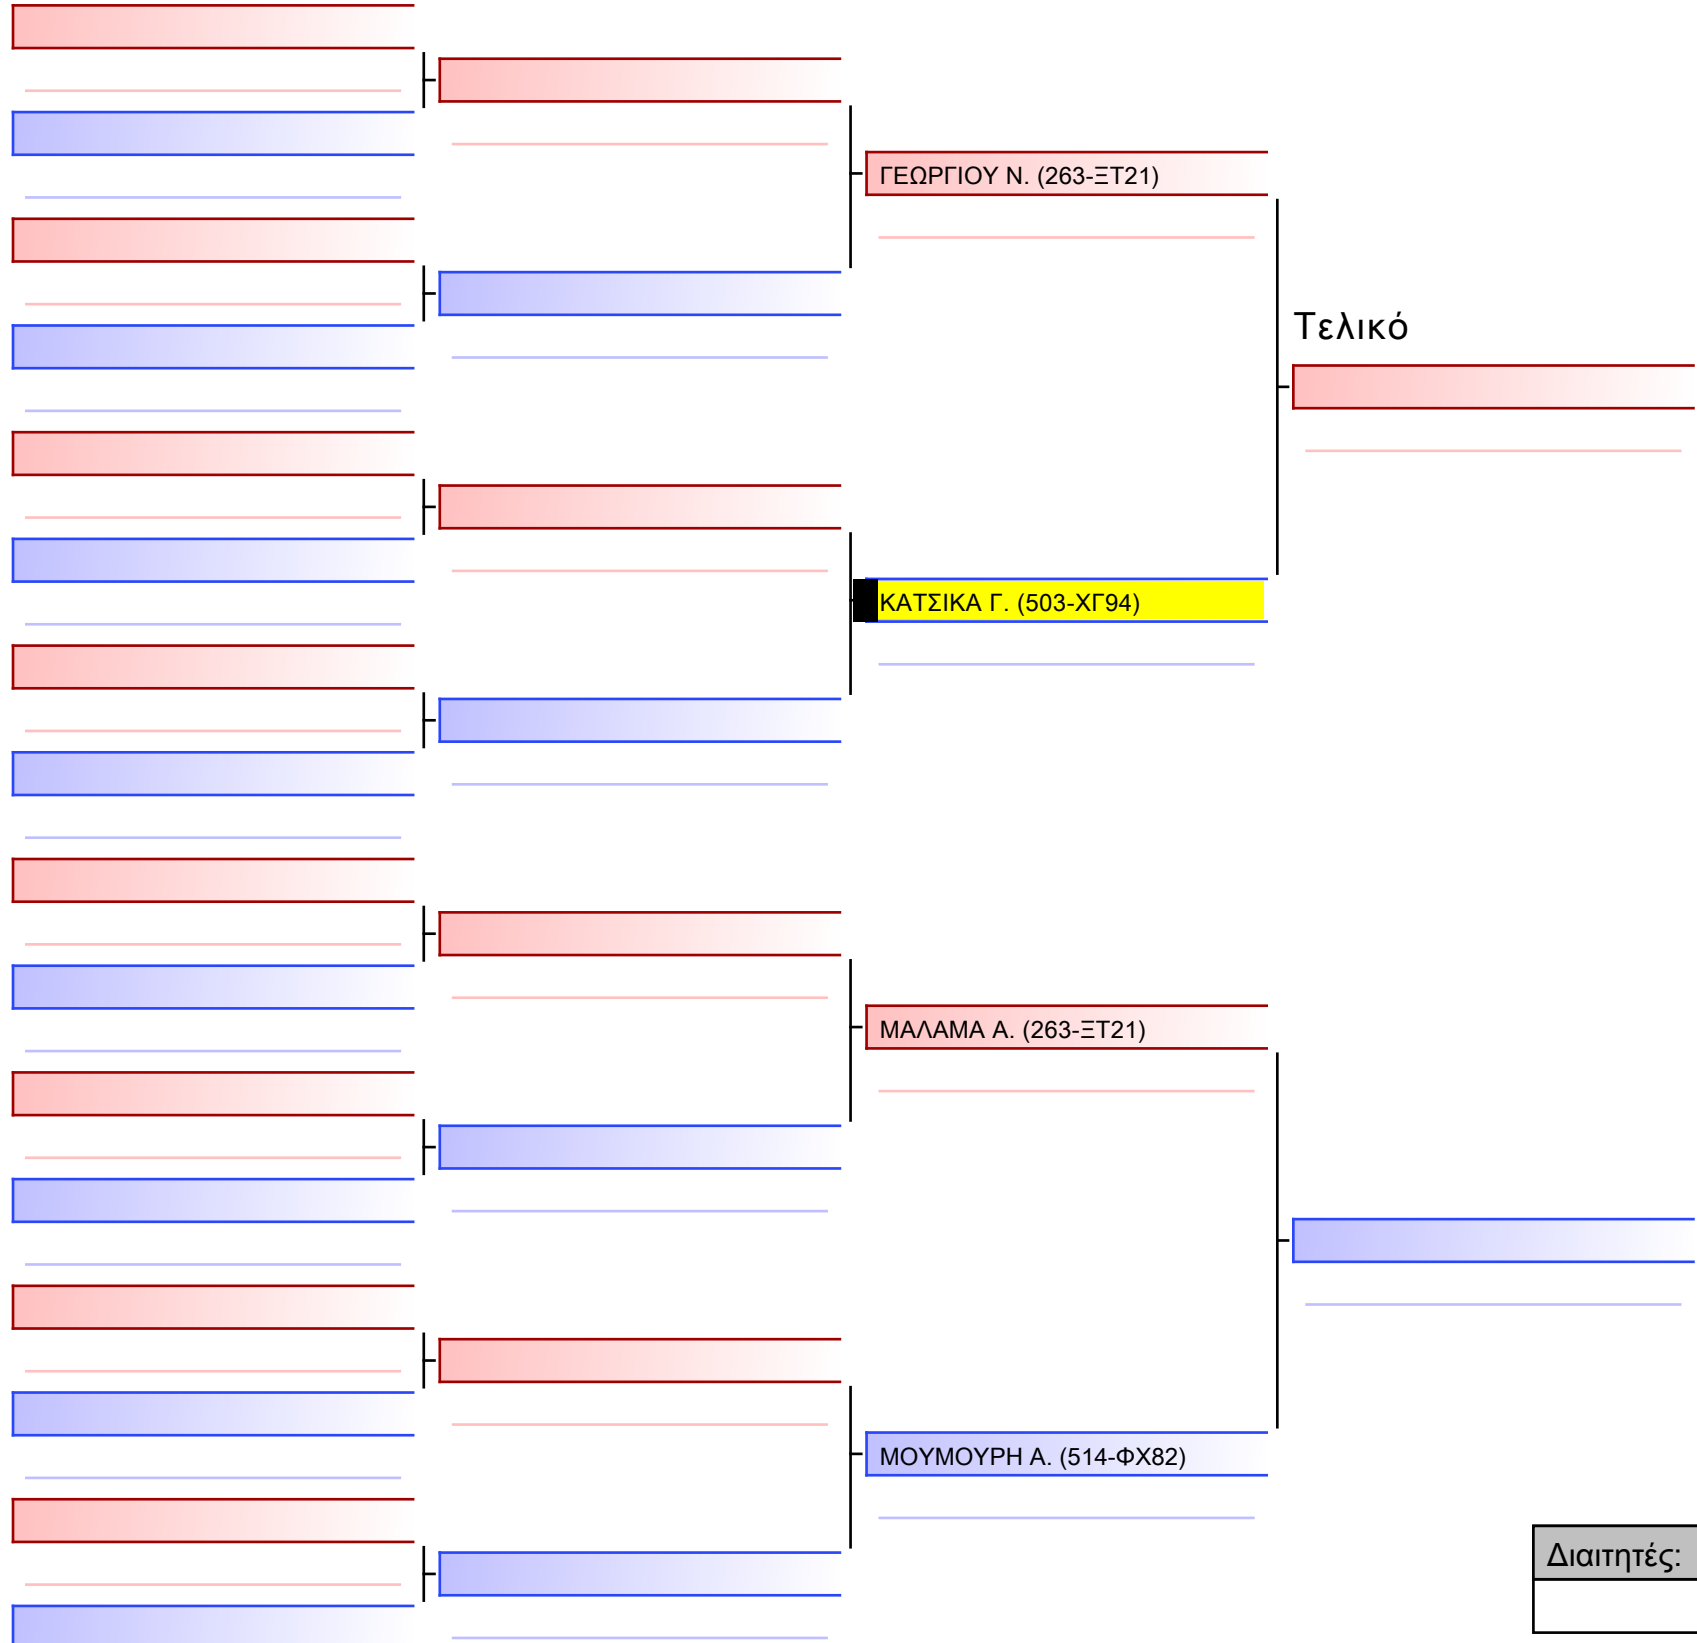 ΓΕΩΡΓΙΟΥ Ν. (263-ΞΤ21)
Τελικό
ΚΑΤΣΙΚΑ Γ. (503-ΧΓ94)
ΜΑΛΑΜΑ Α. (263-ΞΤ21)
ΜΟΥΜΟΥΡΗ Α. (514-ΦΧ82)
Διαιτητές: